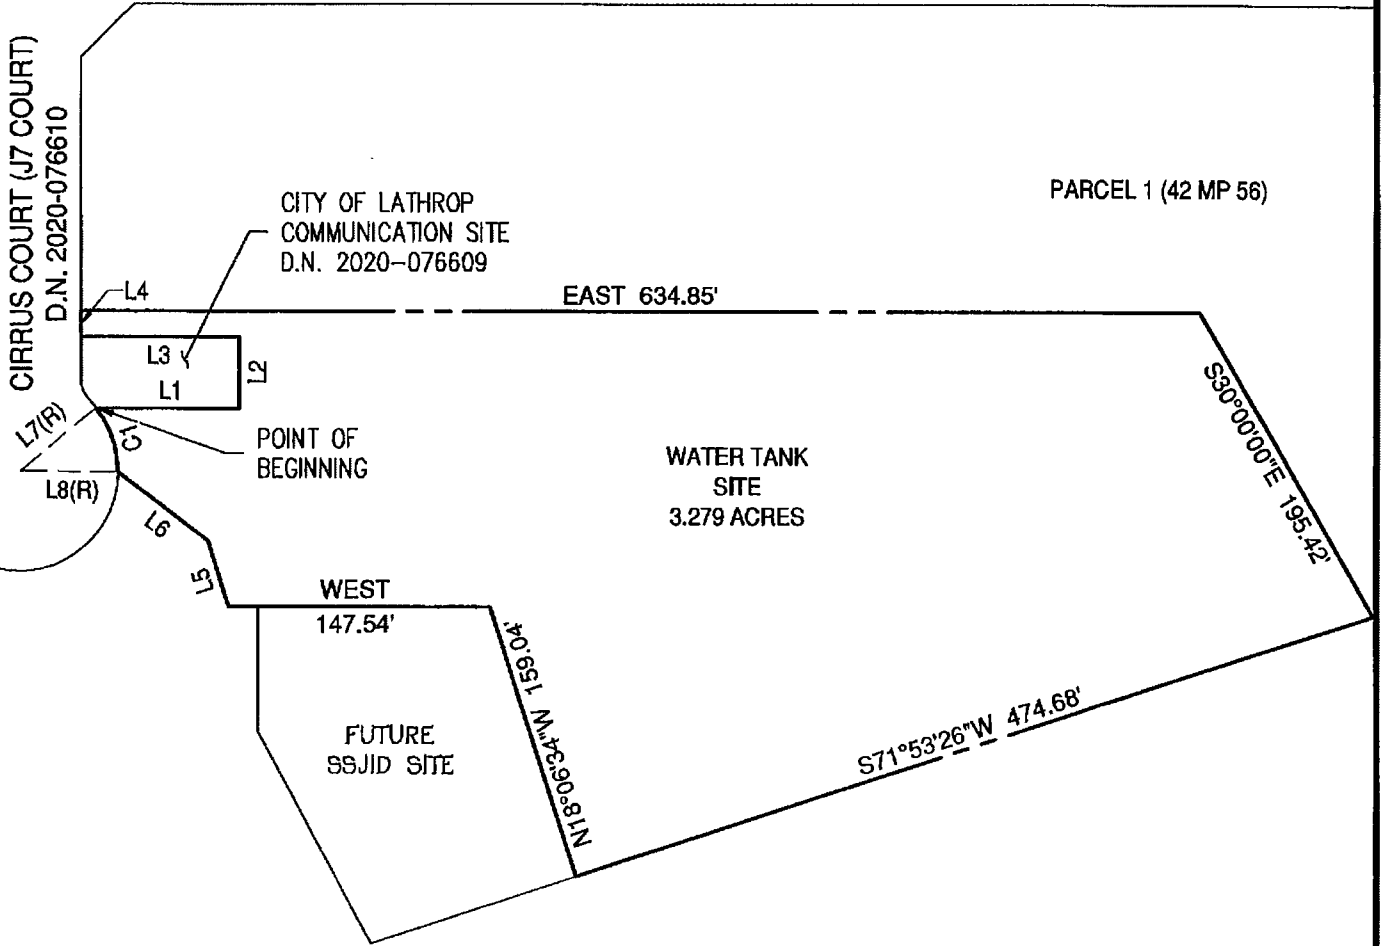 CIRRUS COURT (J7 COURT)
D.N. 2020-076610
CITY OF LATHROP
COMMUNICATION SITE
D.N. 2020-076609
PARCEL 1 (42 MP 56)
L4
EAST 634.85'
L3
L2
L1
S30°00'00"E 195.42'
L7(R)
C1
POINT OF
BEGINNING
L8(R)
WATER TANK
SITE
3.279 ACRES
L6
L5
WEST
147.54'
N18°06'34"W 159.04'
S71°53'26"W 474.68'
FUTURE
SSJID SITE